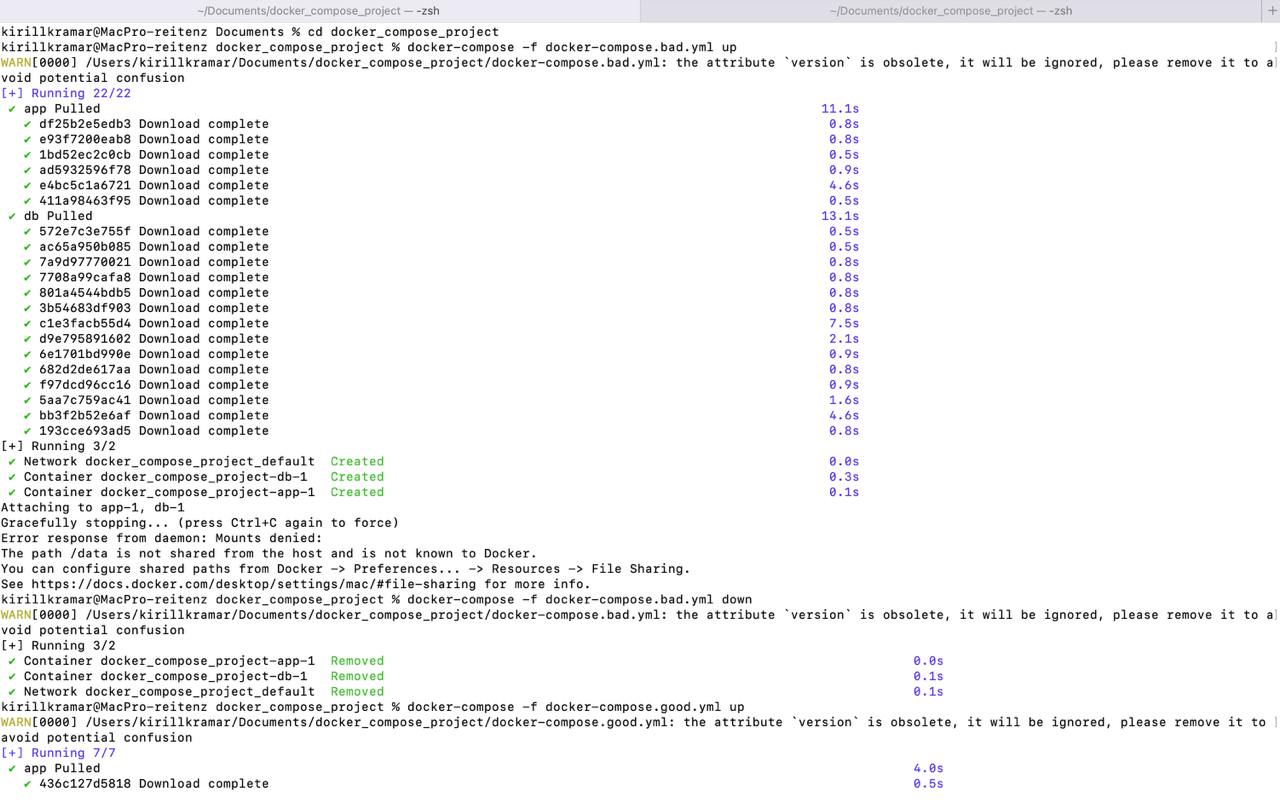 ~/Documents/docker_compose_project — -zsh
~/Documents/docker_compose_project — -zsh
+
kirillkramar@MacPro-reitenz Documents % cd docker_compose_project
kirillkramar@MacPro-reitenz docker_compose_project % docker-compose -f docker-compose.bad.yml up
WARN[0000] /Users/kirillkramar/Documents/docker_compose_project/docker-compose.bad.yml: the attribute `version` is obsolete, it will be ignored, please remove it to a
void potential confusion
[+] Running 22/22
✔ app Pulled 11.1s
✔ df25b2e5edb3 Download complete 0.8s
✔ e93f7200eab8 Download complete 0.8s
✔ 1bd52ec2c0cb Download complete 0.5s
✔ ad5932596f78 Download complete 0.9s
✔ e4bc5c1a6721 Download complete 4.6s
✔ 411a98463f95 Download complete 0.5s
✔ db Pulled 13.1s
✔ 572e7c3e755f Download complete 0.5s
✔ ac65a950b085 Download complete 0.5s
✔ 7a9d97770021 Download complete 0.8s
✔ 7708a99cafa8 Download complete 0.8s
✔ 801a4544bdb5 Download complete 0.8s
✔ 3b54683df903 Download complete 0.8s
✔ c1e3facb55d4 Download complete 7.5s
✔ d9e795891602 Download complete 2.1s
✔ 6e1701bd990e Download complete 0.9s
✔ 682d2de617aa Download complete 0.8s
✔ f97dcd96cc16 Download complete 0.9s
✔ 5aa7c759ac41 Download complete 1.6s
✔ bb3f2b52e6af Download complete 4.6s
✔ 193cce693ad5 Download complete 0.8s
[+] Running 3/2
✔ Network docker_compose_project_default Created 0.0s
✔ Container docker_compose_project-db-1 Created 0.3s
✔ Container docker_compose_project-app-1 Created 0.1s
Attaching to app-1, db-1
Gracefully stopping... (press Ctrl+C again to force)
Error response from daemon: Mounts denied:
The path /data is not shared from the host and is not known to Docker.
You can configure shared paths from Docker -> Preferences... -> Resources -> File Sharing.
See https://docs.docker.com/desktop/settings/mac/#file-sharing for more info.
kirillkramar@MacPro-reitenz docker_compose_project % docker-compose -f docker-compose.bad.yml down
WARN[0000] /Users/kirillkramar/Documents/docker_compose_project/docker-compose.bad.yml: the attribute `version` is obsolete, it will be ignored, please remove it to a
void potential confusion
[+] Running 3/2
✔ Container docker_compose_project-app-1 Removed 0.0s
✔ Container docker_compose_project-db-1 Removed 0.1s
✔ Network docker_compose_project_default Removed 0.1s
kirillkramar@MacPro-reitenz docker_compose_project % docker-compose -f docker-compose.good.yml up
WARN[0000] /Users/kirillkramar/Documents/docker_compose_project/docker-compose.good.yml: the attribute `version` is obsolete, it will be ignored, please remove it to
avoid potential confusion
[+] Running 7/7
✔ app Pulled 4.0s
✔ 436c127d5818 Download complete 0.5s